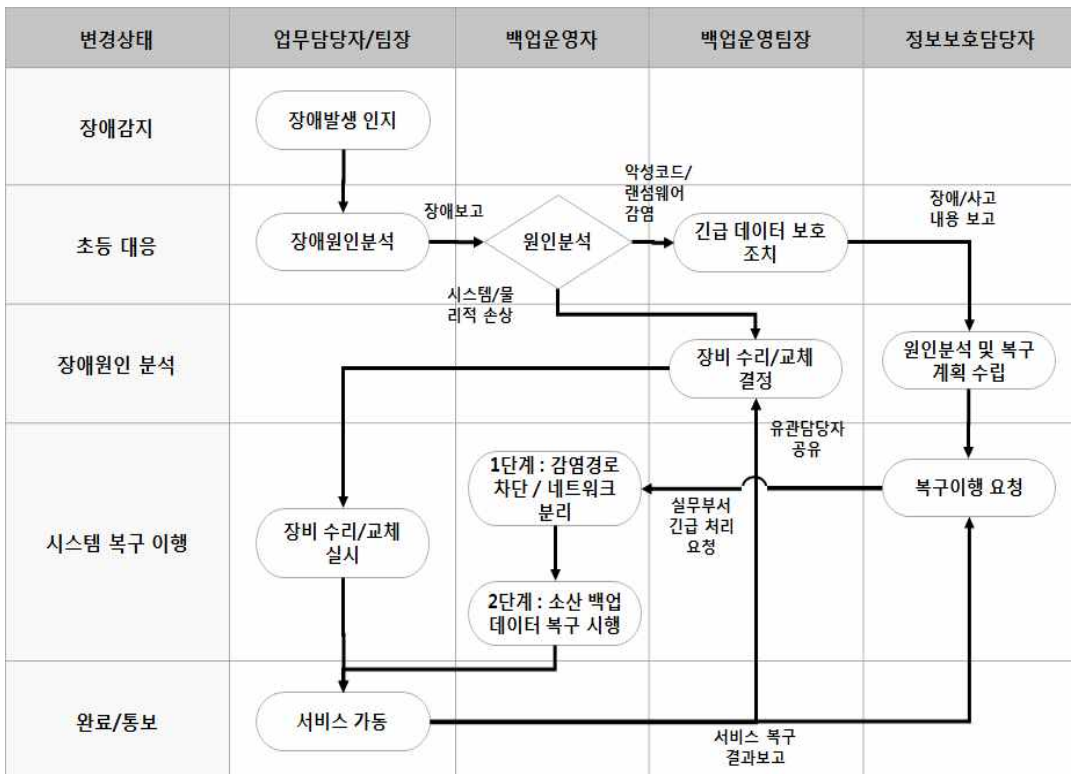 변경상태
업무담당자/팀장
백업운영자
백업운영팀장
정보보호담당자
장애감지
장애발생 인지
초등 대응
장애원인분석
장애보고
원인분석
악성코드/
랜섬웨어
감염
긴급 데이터 보호
조치
장애/사고
내용 보고
시스템/물
리적 손상
장애원인 분석
장비 수리/교체
결정
원인분석 및 복구
계획 수립
유관담당자
공유
시스템 복구 이행
장비 수리/교체
실시
1단계 : 감염경로
차단 / 네트워크
분리
실무부서
긴급 처리
요청
복구이행 요청
2단계 : 소산 백업
데이터 복구 시행
완료/통보
서비스 가동
서비스 복구
결과보고